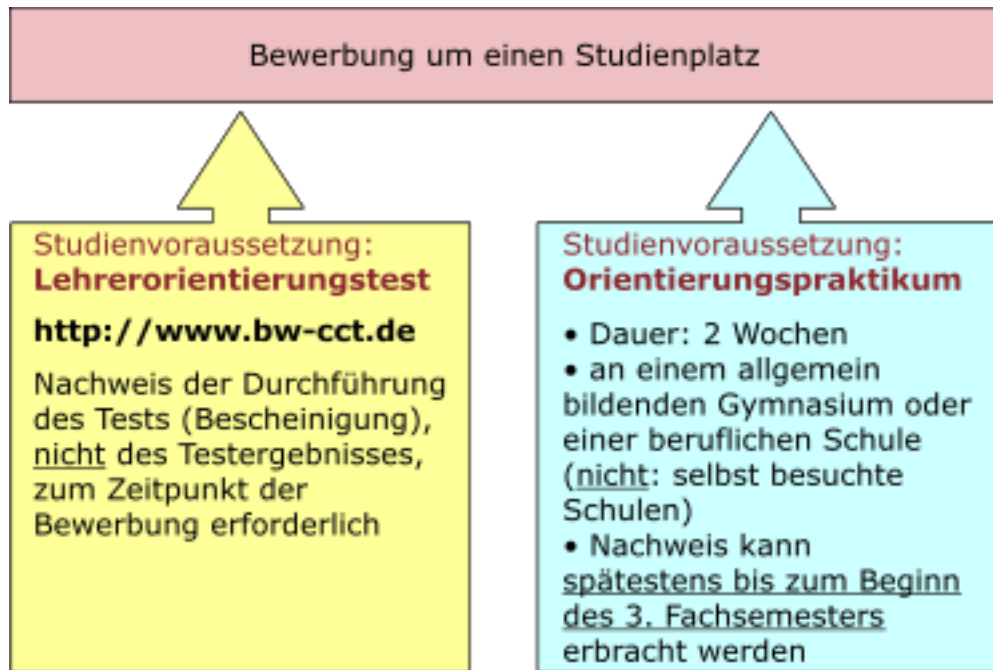 Bewerbung um einen Studienplatz
Studienvoraussetzung:
Lehrerorientierungstest
http://www.bw-cct.de
Nachweis der Durchführung
des Tests (Bescheinigung),
nicht des Testergebnisses,
zum Zeitpunkt der
Bewerbung erforderlich
Studienvoraussetzung:
Orientierungspraktikum
• Dauer: 2 Wochen
• an einem allgemein
bildenden Gymnasium oder
einer beruflichen Schule
(nicht: selbst besuchte
Schulen)
• Nachweis kann
spätestens bis zum Beginn
des 3. Fachsemesters
erbracht werden